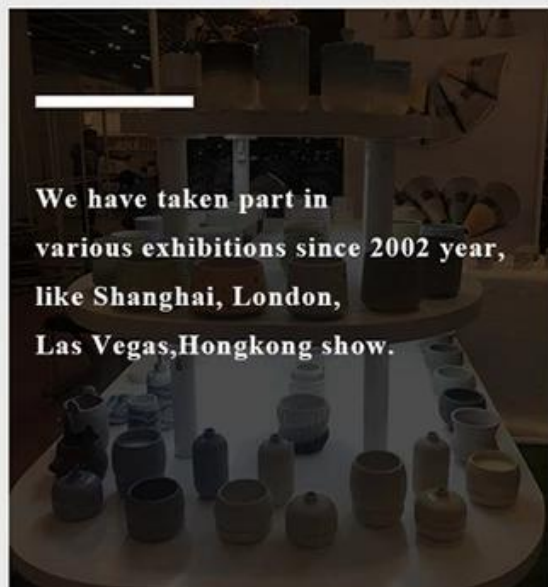 We have taken part in
various exhibitions since 2002 year,
like Shanghai, London,
Las Vegas,Hongkong show.